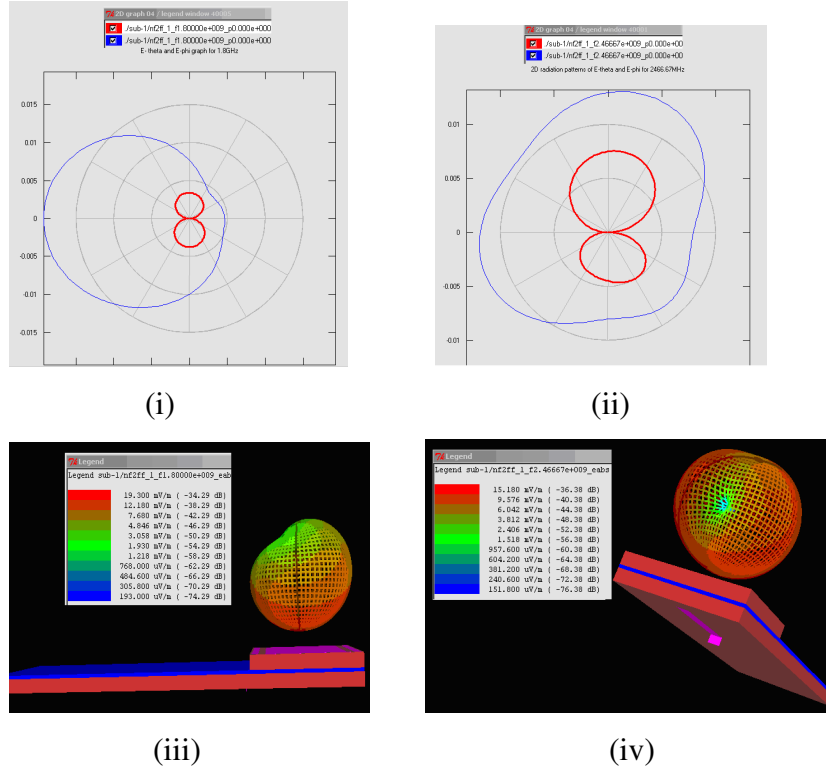 2D graph 04 / legend window +0001
/sub-1/nf2ff_1_f1.80000e+009_p0.000e+000
/sub-1/nf2ff_1_f1.80000e+009_p0.000e+000
E- theta and E-phi graph for 1.8GHz
0.015
0.01
0.005
0
-0.005
-0.01
-0.015
(i)
2D graph 04 / legend window +0001
/sub-1/nf2ff_1_f2.46667e+009_p0.000e+00
/sub-1/nf2ff_1_f2.46667e+009_p0.000e+00
2D radiation patterns of E-theta and E-phi for 2466.67MHz
0.01
0.005
0
-0.005
-0.01
(ii)
Legend
Legend sub-1/nf2ff_1_f1.80000e+009_eab
19.300 mV/m ( -34.29 dB)
12.180 mV/m ( -38.29 dB)
7.680 mV/m ( -42.29 dB)
4.846 mV/m ( -46.29 dB)
3.058 mV/m ( -50.29 dB)
1.930 mV/m ( -54.29 dB)
1.218 mV/m ( -58.29 dB)
768.000 uV/m ( -62.29 dB)
484.600 uV/m ( -66.29 dB)
305.800 uV/m ( -70.29 dB)
193.000 uV/m ( -74.29 dB)
(iii)
Legend
Legend sub-1/nf2ff_1_f2.46667e+009_eabs
15.180 mV/m ( -36.38 dB)
9.576 mV/m ( -40.38 dB)
6.042 mV/m ( -44.38 dB)
3.812 mV/m ( -48.38 dB)
2.406 mV/m ( -52.38 dB)
1.518 mV/m ( -56.38 dB)
957.600 uV/m ( -60.38 dB)
604.200 uV/m ( -64.38 dB)
381.200 uV/m ( -68.38 dB)
240.600 uV/m ( -72.38 dB)
151.800 uV/m ( -76.38 dB)
(iv)